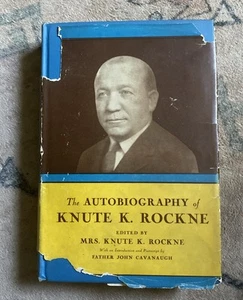 The AUTOBIOGRAPHY of
KNUTE K. ROCKNE
EDITED BY
MRS. KNUTE K. ROCKNE
With an Introduction and Postscript by
FATHER JOHN CAVANAUGH